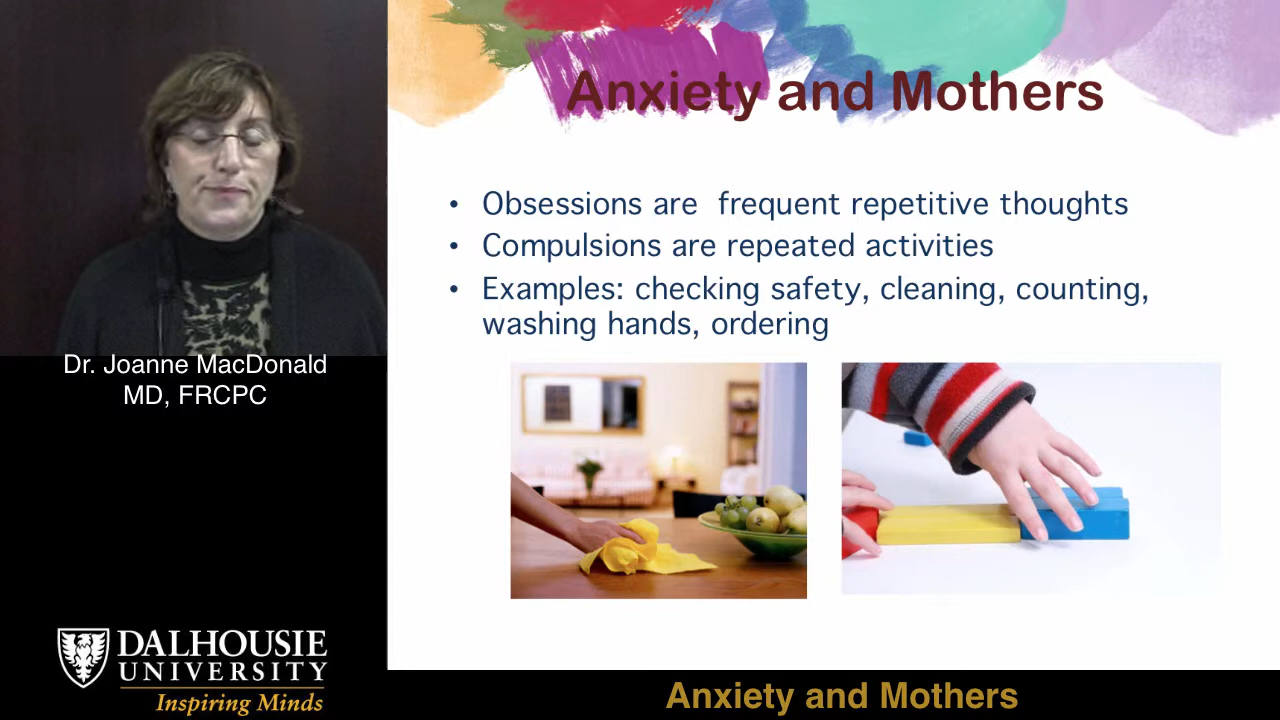 Anxiety and Mothers
• Obsessions are  frequent repetitive thoughts
• Compulsions are repeated activities
• Examples: checking safety, cleaning, counting,
washing hands, ordering
Dr. Joanne MacDonald
MD, FRCPC
DALHOUSIE
UNIVERSITY
Inspiring Minds
Anxiety and Mothers